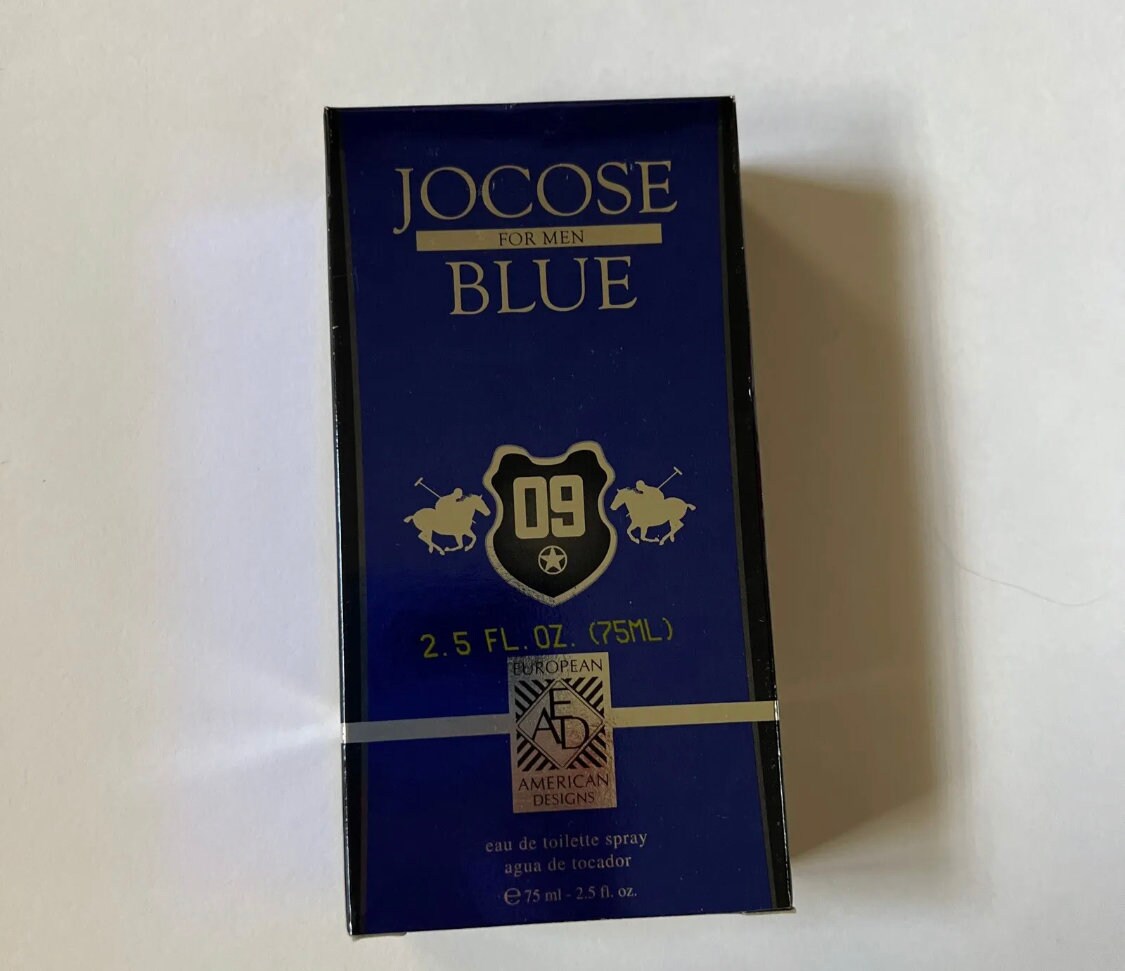 JOCOSE
FOR MEN
BLUE
09
2.5 FL.OZ. (75ML)
EUROPEAN
EAD
AMERICAN
DESIGNS
eau de toilette spray
agua de tocador
℮ 75 ml - 2.5 fl. oz.